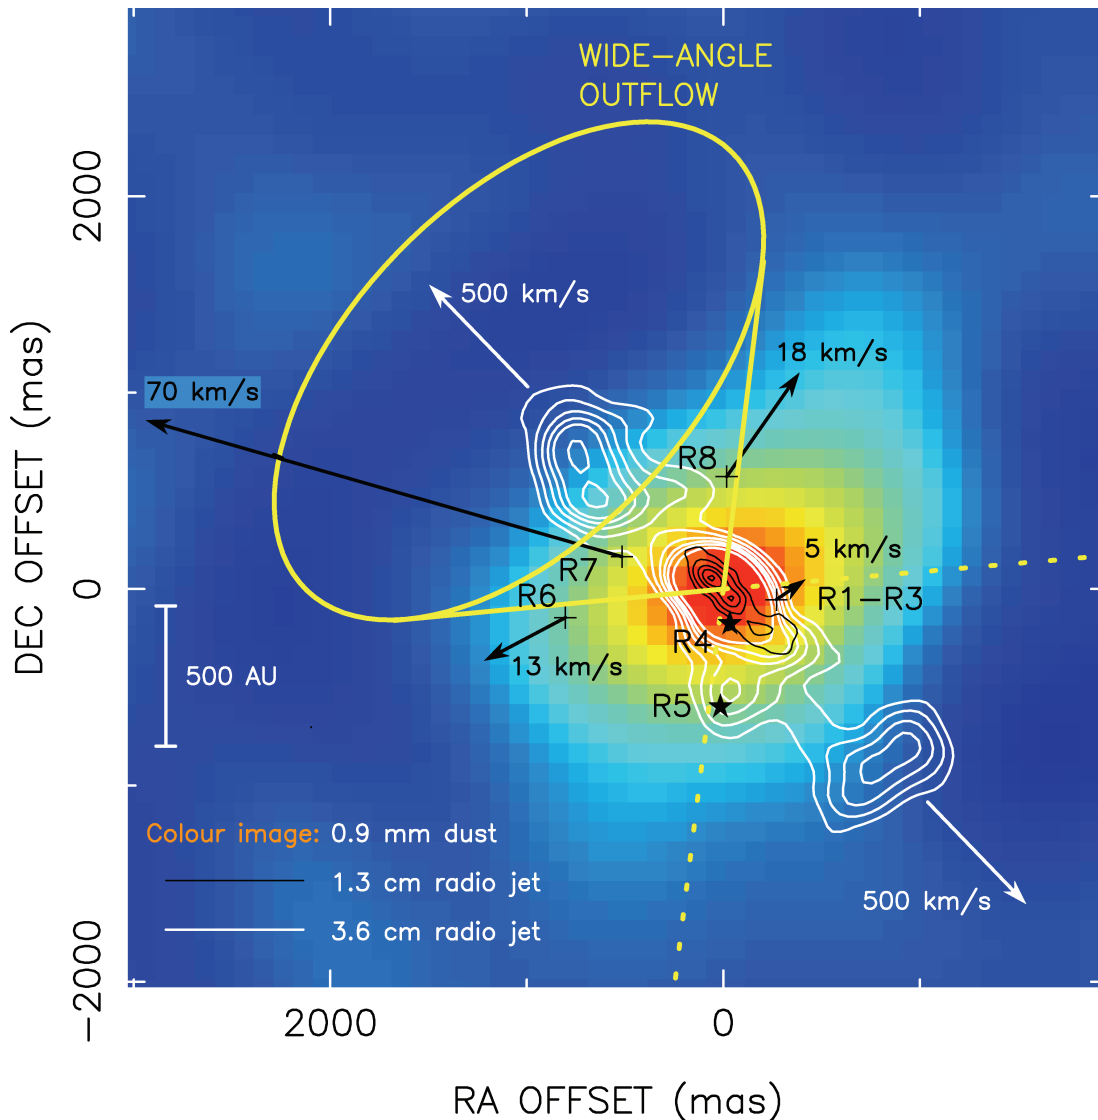 WIDE−ANGLE
OUTFLOW
500 km/s
18 km/s
70 km/s
R8
5 km/s
R7
R6
R1−R3
R4
13 km/s
R5
500 AU
Colour image: 0.9 mm dust
1.3 cm radio jet
3.6 cm radio jet
500 km/s
2000
0
−2000
DEC OFFSET (mas)
2000
0
RA OFFSET (mas)